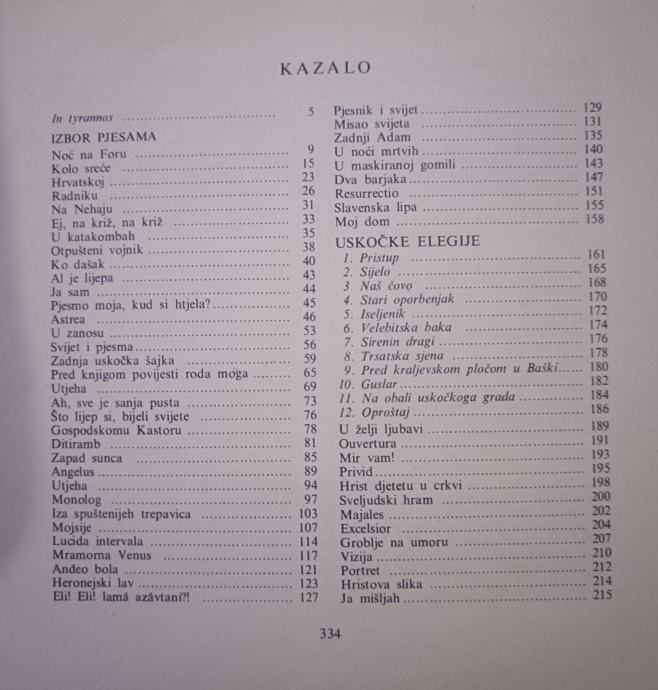 KAZALO
In tyrannos ........ 5
IZBOR PJESAMA
Noć na Foru ........ 9
Kolo sreće ........ 15
Hrvatskoj ........ 23
Radniku ........ 26
Na Nehaju ........ 31
Ej, na križ, na križ ........ 33
U katakombah ........ 35
Otpušteni vojnik ........ 38
Ko dašak ........ 40
Al je lijepa ........ 43
Ja sam ........ 44
Pjesmo moja, kud si htjela? ........ 45
Astrea ........ 46
U zanosu ........ 53
Svijet i pjesma ........ 56
Zadnja uskočka šajka ........ 59
Pred knjigom povijesti roda moga ........ 65
Utjeha ........ 69
Ah, sve je sanja pusta ........ 73
Što lijep si, bijeli svijete ........ 76
Gospodskomu Kastoru ........ 78
Ditiramb ........ 81
Zapad sunca ........ 85
Angelus ........ 89
Utjeha ........ 94
Monolog ........ 97
Iza spuštenijeh trepavica ........ 103
Mojsije ........ 107
Lucida intervala ........ 114
Mramorna Venus ........ 117
Anđeo bola ........ 121
Heronejski lav ........ 123
Eli! Eli! lamá azâvtani?! ........ 127
Pjesnik i svijet ........ 129
Misao svijeta ........ 131
Zadnji Adam ........ 135
U noći mrtvih ........ 140
U maskiranoj gomili ........ 143
Dva barjaka ........ 147
Resurrectio ........ 151
Slavenska lipa ........ 155
Moj dom ........ 158
USKOČKE ELEGIJE
1. Pristup ........ 161
2. Sijelo ........ 165
3 Naš čovo ........ 168
4. Stari oporbenjak ........ 170
5. Iseljenik ........ 172
6. Velebitska baka ........ 174
7. Sirenin dragi ........ 176
8. Trsatska sjena ........ 178
9. Pred kraljevskom pločom u Baški ........ 180
10. Guslar ........ 182
11. Na obali uskočkoga grada ........ 184
12. Oproštaj ........ 186
U želji ljubavi ........ 189
Ouvertura ........ 191
Mir vam! ........ 193
Privid ........ 195
Hrist djetetu u crkvi ........ 198
Sveljudski hram ........ 200
Majales ........ 202
Excelsior ........ 204
Groblje na umoru ........ 207
Vizija ........ 210
Portret ........ 212
Hristova slika ........ 214
Ja mišljah ........ 215
334